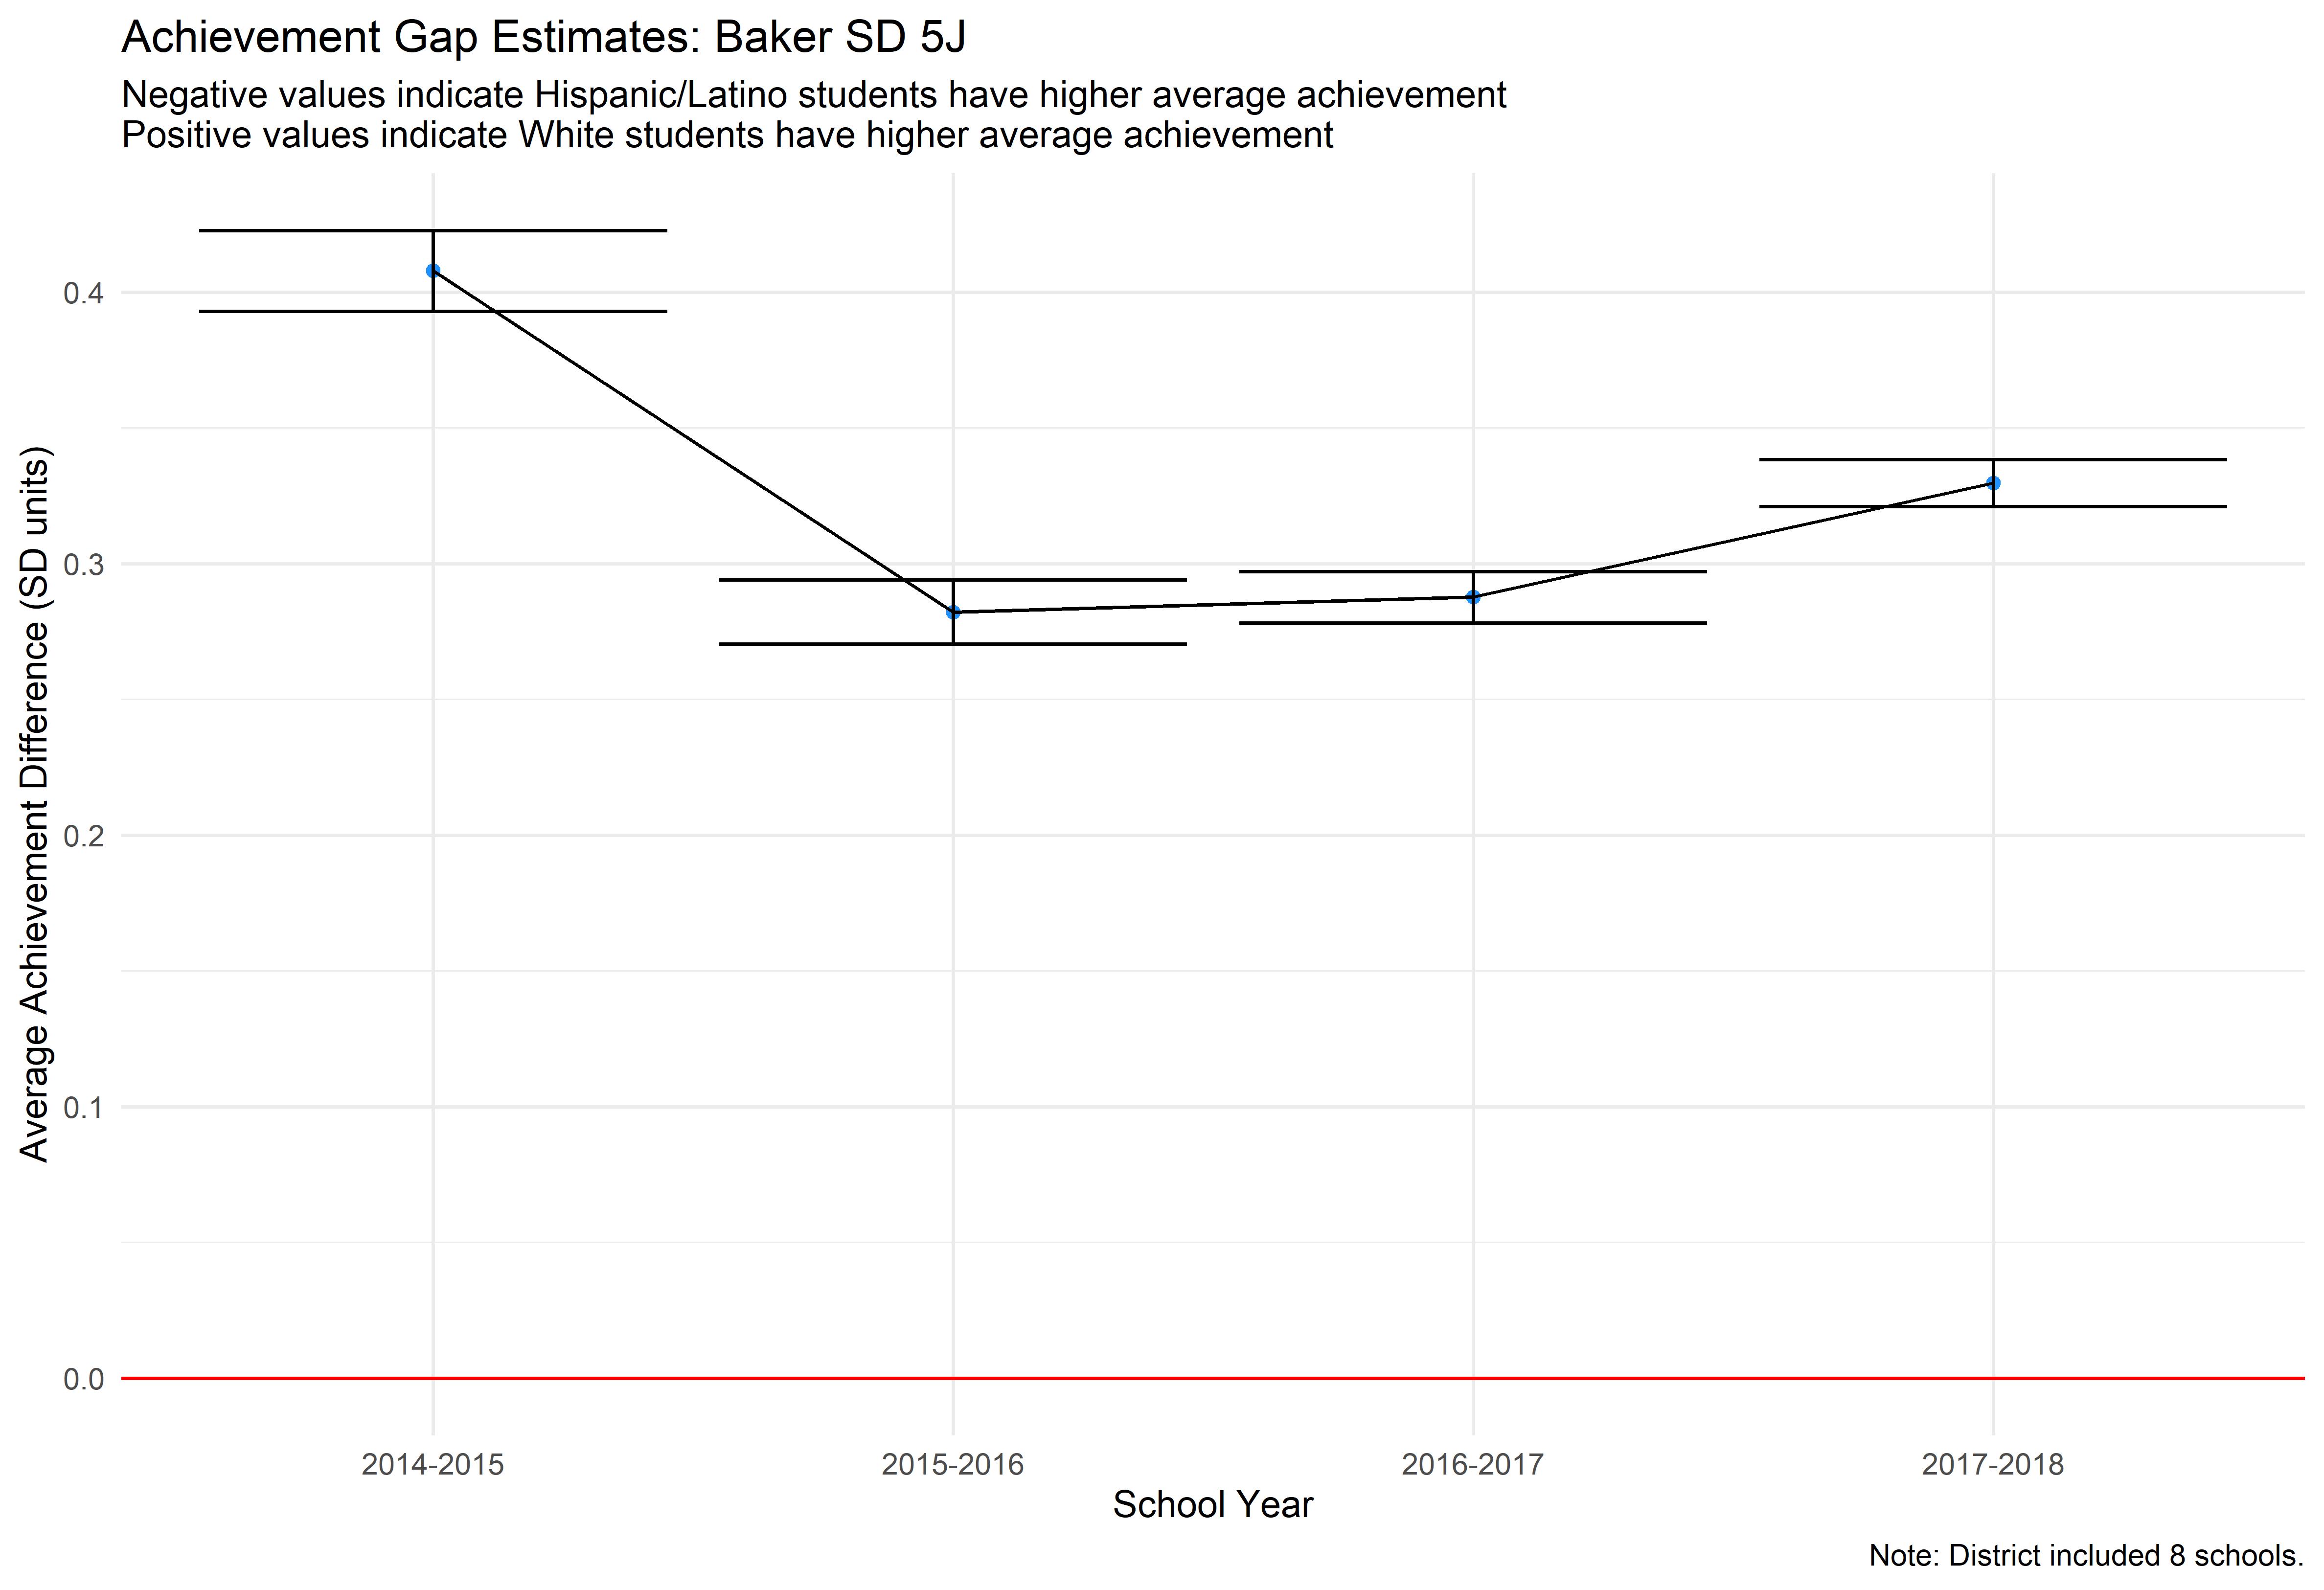 Achievement Gap Estimates: Baker SD 5J
Negative values indicate Hispanic/Latino students have higher average achievement
Positive values indicate White students have higher average achievement
Average Achievement Difference (SD units)
0.4
0.3
0.2
0.1
0.0
2014-2015
2015-2016
2016-2017
2017-2018
School Year
Note: District included 8 schools.